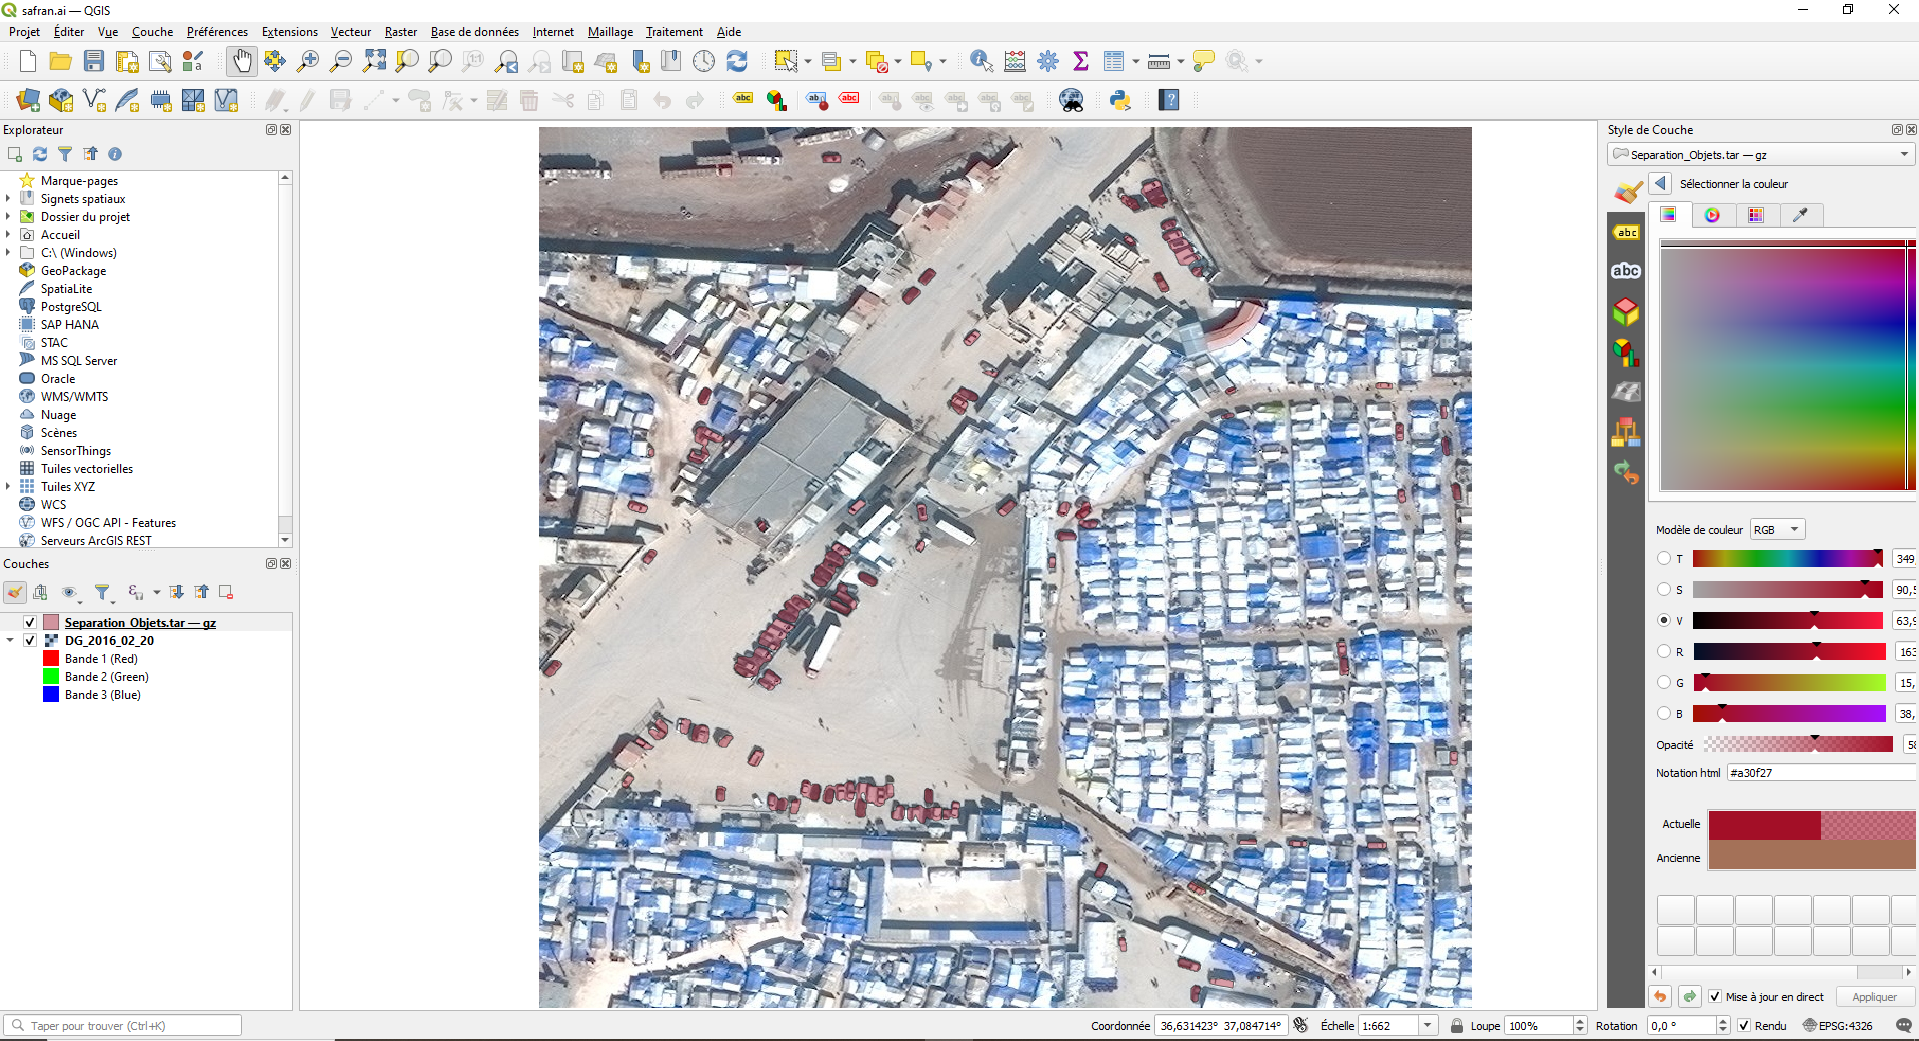 safran.ai — QGIS
Projet Éditer Vue Couche Préférences Extensions Vecteur Raster Base de données Internet Maillage Traitement Aide
Explorateur
Marque-pages
Signets spatiaux
Dossier du projet
Accueil
C:\ (Windows)
GeoPackage
SpatiaLite
PostgreSQL
SAP HANA
STAC
MS SQL Server
Oracle
WMS/WMTS
Nuage
Scènes
SensorThings
Tuiles vectorielles
Tuiles XYZ
WCS
WFS / OGC API - Features
Serveurs ArcGIS REST
Couches
Separation_Objets.tar — gz
DG_2016_02_20
Bande 1 (Red)
Bande 2 (Green)
Bande 3 (Blue)
Style de Couche
Separation_Objets.tar — gz
Sélectionner la couleur
abc
abc
Modèle de couleur RGB
T 349,
S 90,5
V 63,9
R 163
G 15,
B 38,
Opacité 58
Notation html #a30f27
Actuelle
Ancienne
Mise à jour en direct Appliquer
Taper pour trouver (Ctrl+K)
Coordonnée 36,631423° 37,084714° Échelle 1:662 Loupe 100% Rotation 0,0 ° Rendu EPSG:4326